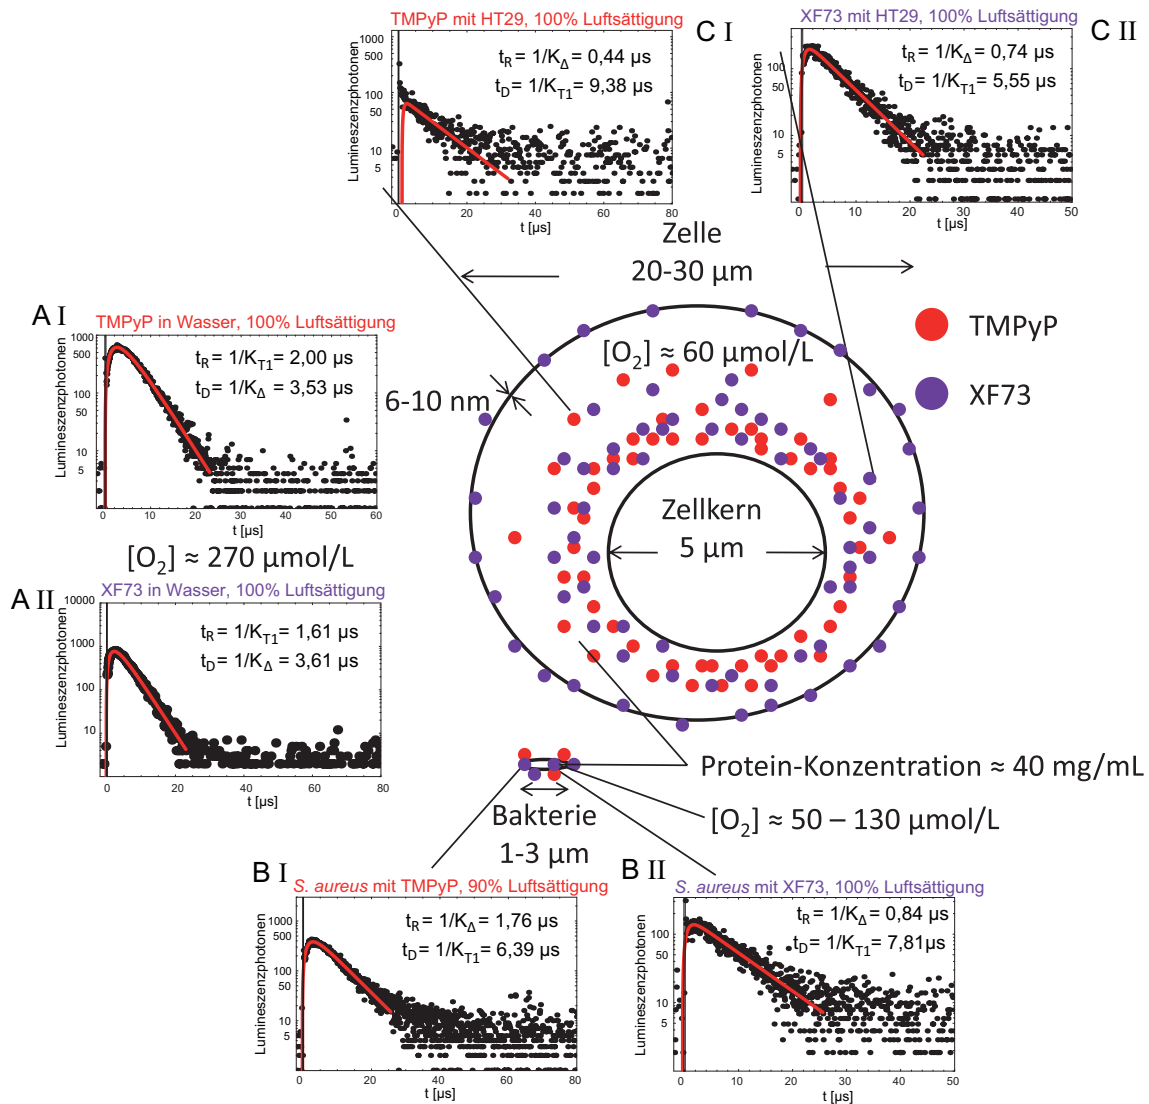 TMPyP mit HT29, 100% Luftsättigung
C I
Lumineszenzphotonen
1000
500
100
50
10
5
t_R = 1/K_Δ = 0,44 µs
t_D = 1/K_T1 = 9,38 µs
0 20 40 60 80
t [µs]
XF73 mit HT29, 100% Luftsättigung
C II
Lumineszenzphotonen
100
50
10
5
t_R = 1/K_Δ = 0,74 µs
t_D = 1/K_T1 = 5,55 µs
0 10 20 30 40 50
t [µs]
Zelle
20-30 µm
A I
TMPyP in Wasser, 100% Luftsättigung
Lumineszenzphotonen
1000
500
100
50
10
5
t_R = 1/K_T1 = 2,00 µs
t_D = 1/K_Δ = 3,53 µs
0 10 20 30 40 50 60
t [µs]
[O₂] ≈ 270 µmol/L
TMPyP
XF73
[O₂] ≈ 60 µmol/L
6-10 nm
Zellkern
5 µm
A II
XF73 in Wasser, 100% Luftsättigung
Lumineszenzphotonen
10000
1000
100
10
t_R = 1/K_T1 = 1,61 µs
t_D = 1/K_Δ = 3,61 µs
0 20 40 60 80
t [µs]
Protein-Konzentration ≈ 40 mg/mL
[O₂] ≈ 50 – 130 µmol/L
Bakterie
1-3 µm
B I
S. aureus mit TMPyP, 90% Luftsättigung
Lumineszenzphotonen
1000
500
100
50
10
5
t_R = 1/K_Δ = 1,76 µs
t_D = 1/K_T1 = 6,39 µs
0 20 40 60 80
t [µs]
B II
S. aureus mit XF73, 100% Luftsättigung
Lumineszenzphotonen
100
50
10
5
t_R = 1/K_Δ = 0,84 µs
t_D = 1/K_T1 = 7,81µs
0 10 20 30 40 50
t [µs]